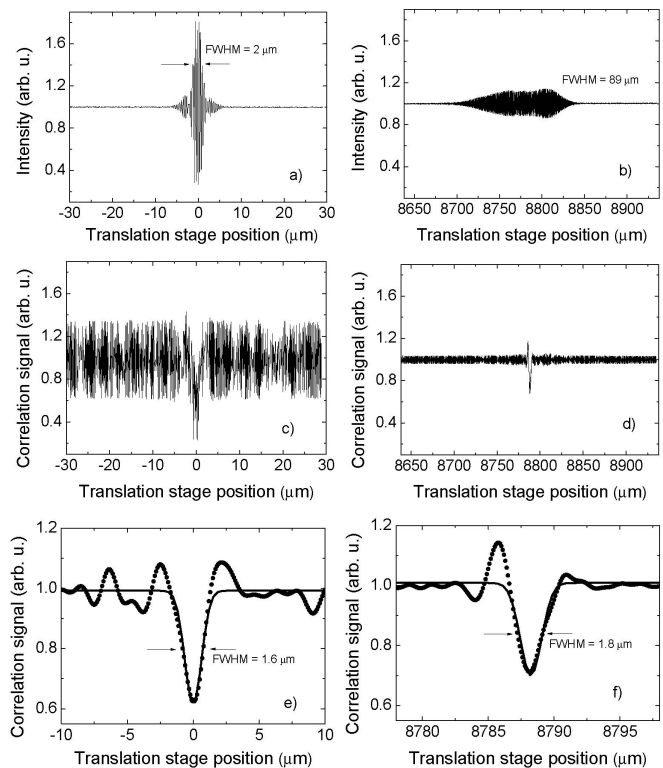 Intensity (arb. u.)
1.6
1.2
0.8
0.4
FWHM = 2 μm
a)
-30 -20 -10 0 10 20 30
Translation stage position (μm)
Intensity (arb. u.)
1.6
1.2
0.8
0.4
FWHM = 89 μm
b)
8650 8700 8750 8800 8850 8900
Translation stage position (μm)
Correlation signal (arb. u.)
1.6
1.2
0.8
0.4
c)
-30 -20 -10 0 10 20 30
Translation stage position (μm)
Correlation signal (arb. u.)
1.6
1.2
0.8
0.4
d)
8650 8700 8750 8800 8850 8900
Translation stage position (μm)
Correlation signal (arb. u.)
1.2
1.0
0.8
0.6
FWHM = 1.6 μm
e)
-10 -5 0 5 10
Translation stage position (μm)
Correlation signal (arb. u.)
1.2
1.0
0.8
0.6
FWHM = 1.8 μm
f)
8780 8785 8790 8795
Translation stage position (μm)